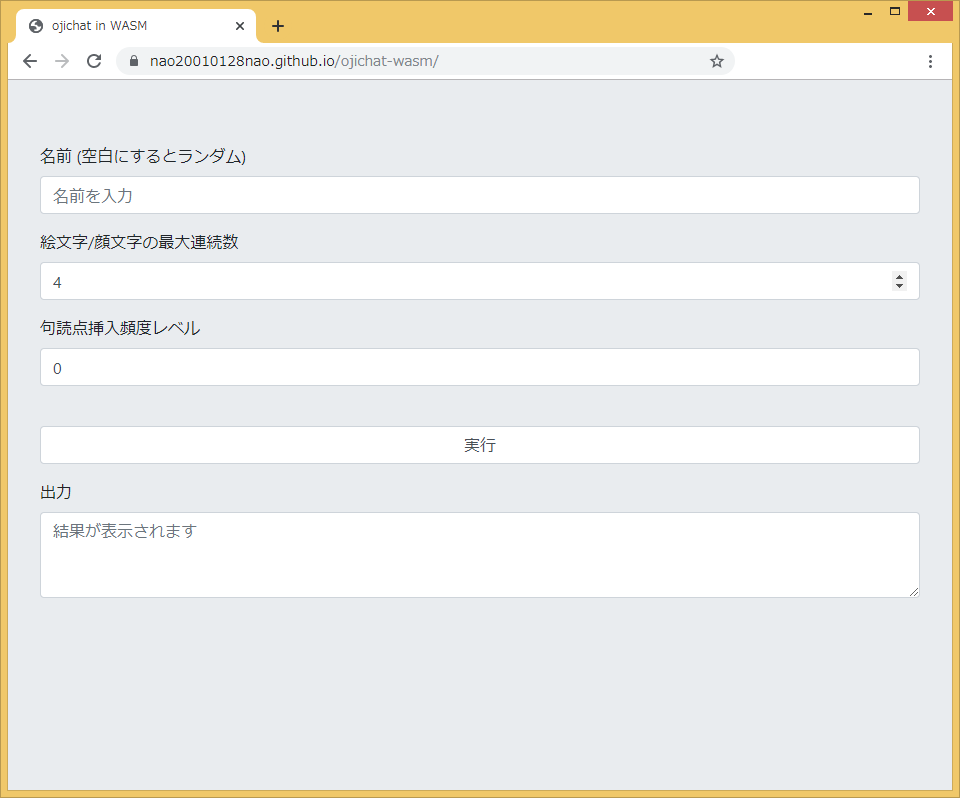 ojichat in WASM
nao20010128nao.github.io/ojichat-wasm/
名前 (空白にするとランダム)
名前を入力
絵文字/顔文字の最大連続数
4
句読点挿入頻度レベル
0
実行
出力
結果が表示されます